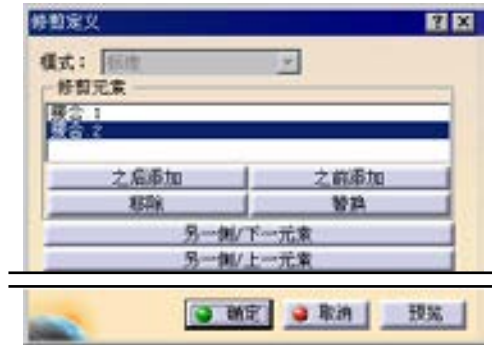 修剪定义
模式： 标准
修剪元素
接合.1
接合.2
之后添加 之前添加
移除 替换
另一侧/下一元素
另一侧/上一元素
确定 取消 预览